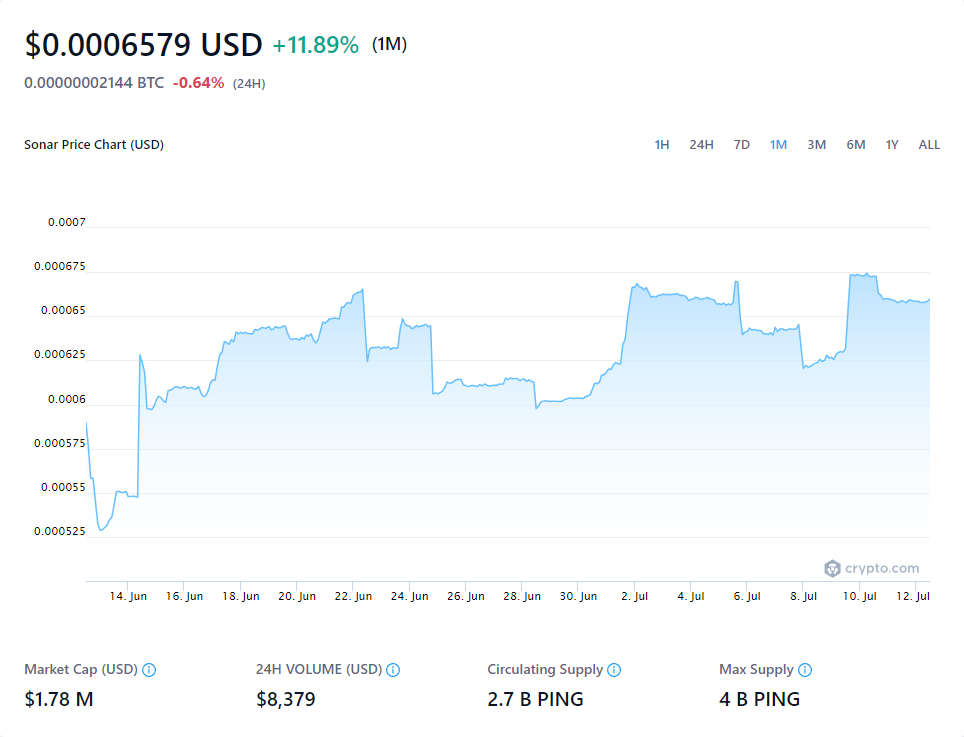 $0.0006579 USD +11.89% (1M)
0.00000002144 BTC -0.64% (24H)
Sonar Price Chart (USD) 1H 24H 7D 1M 3M 6M 1Y ALL
0.0007
0.000675
0.00065
0.000625
0.0006
0.000575
0.00055
0.000525
crypto.com
14. Jun 16. Jun 18. Jun 20. Jun 22. Jun 24. Jun 26. Jun 28. Jun 30. Jun 2. Jul 4. Jul 6. Jul 8. Jul 10. Jul 12. Jul
Market Cap (USD) 24H VOLUME (USD) Circulating Supply Max Supply
$1.78 M $8,379 2.7 B PING 4 B PING